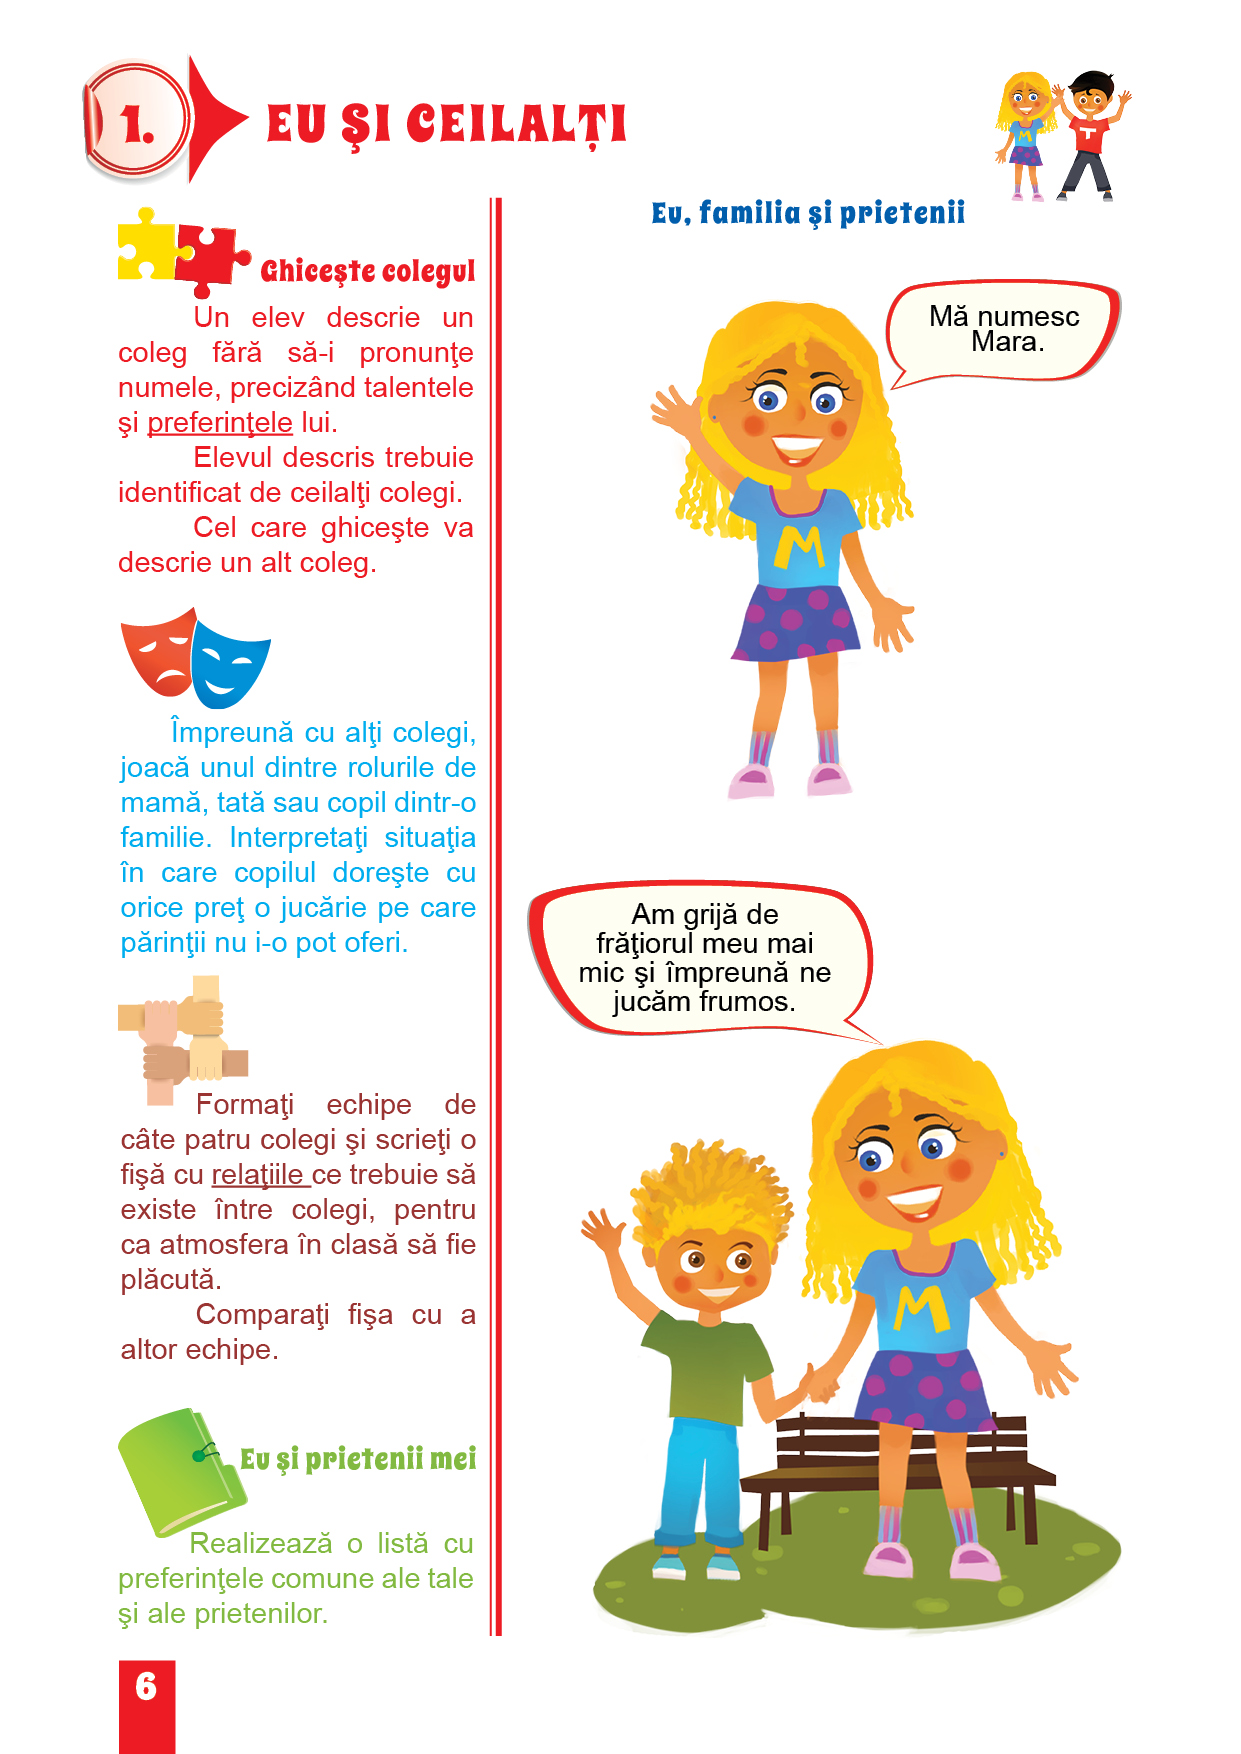 1.
EU ŞI CEILALŢI
M
T
Ghiceşte colegul
Un elev descrie un
coleg fără să-i pronunţe
numele, precizând talentele
şi preferinţele lui.
Elevul descris trebuie
identificat de ceilalţi colegi.
Cel care ghiceşte va
descrie un alt coleg.
Împreună cu alţi colegi,
joacă unul dintre rolurile de
mamă, tată sau copil dintr-o
familie. Interpretaţi situaţia
în care copilul doreşte cu
orice preţ o jucărie pe care
părinţii nu i-o pot oferi.
Formaţi echipe de
câte patru colegi şi scrieţi o
fişă cu relaţiile ce trebuie să
existe între colegi, pentru
ca atmosfera în clasă să fie
plăcută.
Comparaţi fişa cu a
altor echipe.
Eu şi prietenii mei
Realizează o listă cu
preferinţele comune ale tale
şi ale prietenilor.
Eu, familia şi prietenii
Mă numesc
Mara.
M
Am grijă de
frăţiorul meu mai
mic şi împreună ne
jucăm frumos.
M
6